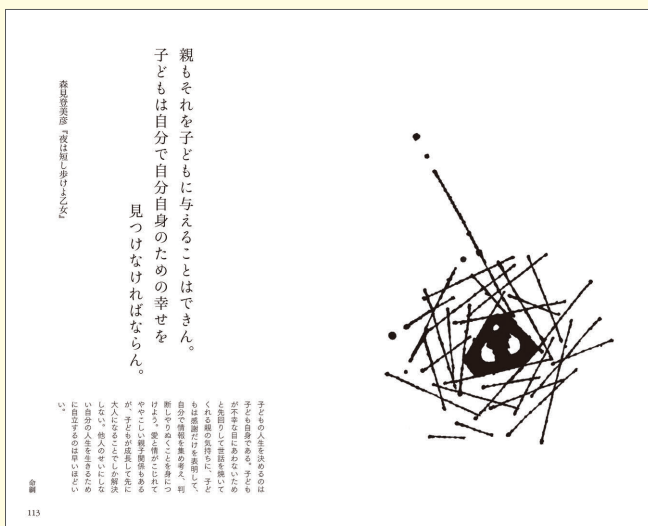 親もそれを子どもに与えることはできん。
子どもは自分で自分自身のための幸せを
見つけなければならん。
森見登美彦『夜は短し歩けよ乙女』
子どもの人生を決めるのは
子ども自身である。子ども
が不幸な目にあわないため
と先回りして世話を焼いて
くれる親の気持ちに、子ど
もは感謝だけを表明して、
自分で情報を集め考え、判
断しやりぬくことを身につ
けよう。愛と情がこじれて
ややこしい親子関係もある
が、子どもが成長して先に
大人になることでしか解決
しない。他人のせいにしな
い自分の人生を生きるため
に自立するのは早いほどい
い。
命嗣
113